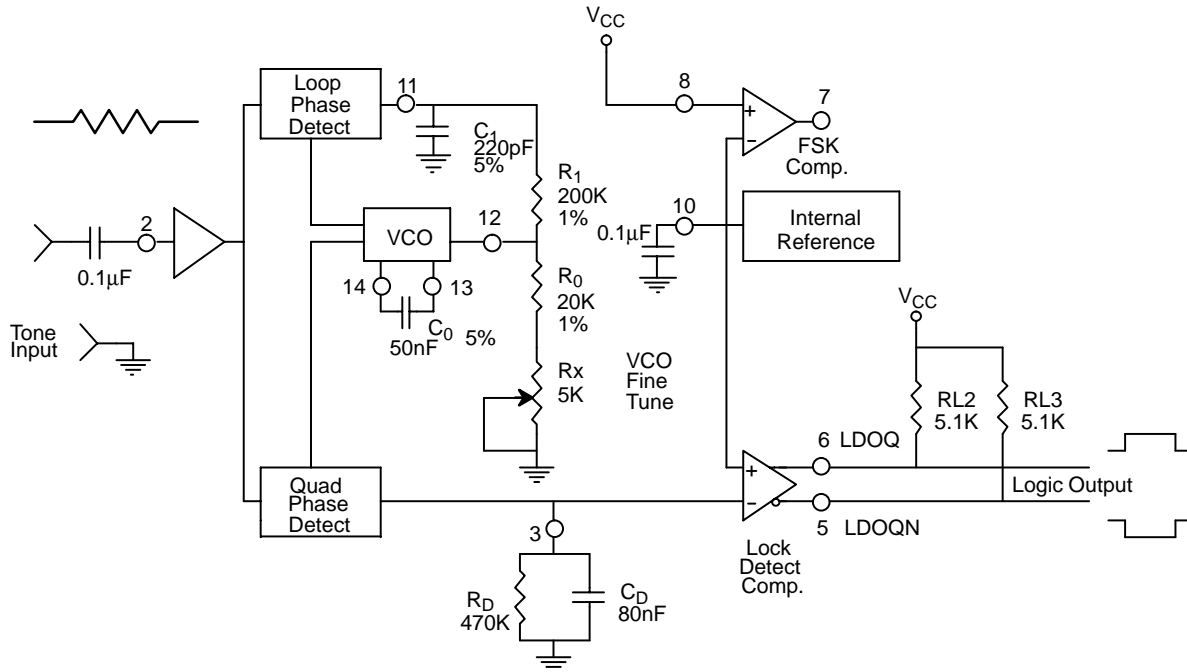 V_CC
Loop
Phase
Detect
11
C_1
220pF
5%
8
7
+
−
FSK
Comp.
R_1
200K
1%
2
0.1µF
VCO
12
14
13
C_0 5%
50nF
10
0.1µF
Internal
Reference
R_0
20K
1%
Tone
Input
Rx
5K
VCO
Fine
Tune
V_CC
RL2
5.1K
RL3
5.1K
6 LDOQ
+
−
Logic Output
5 LDOQN
Quad
Phase
Detect
3
Lock
Detect
Comp.
R_D
470K
C_D
80nF